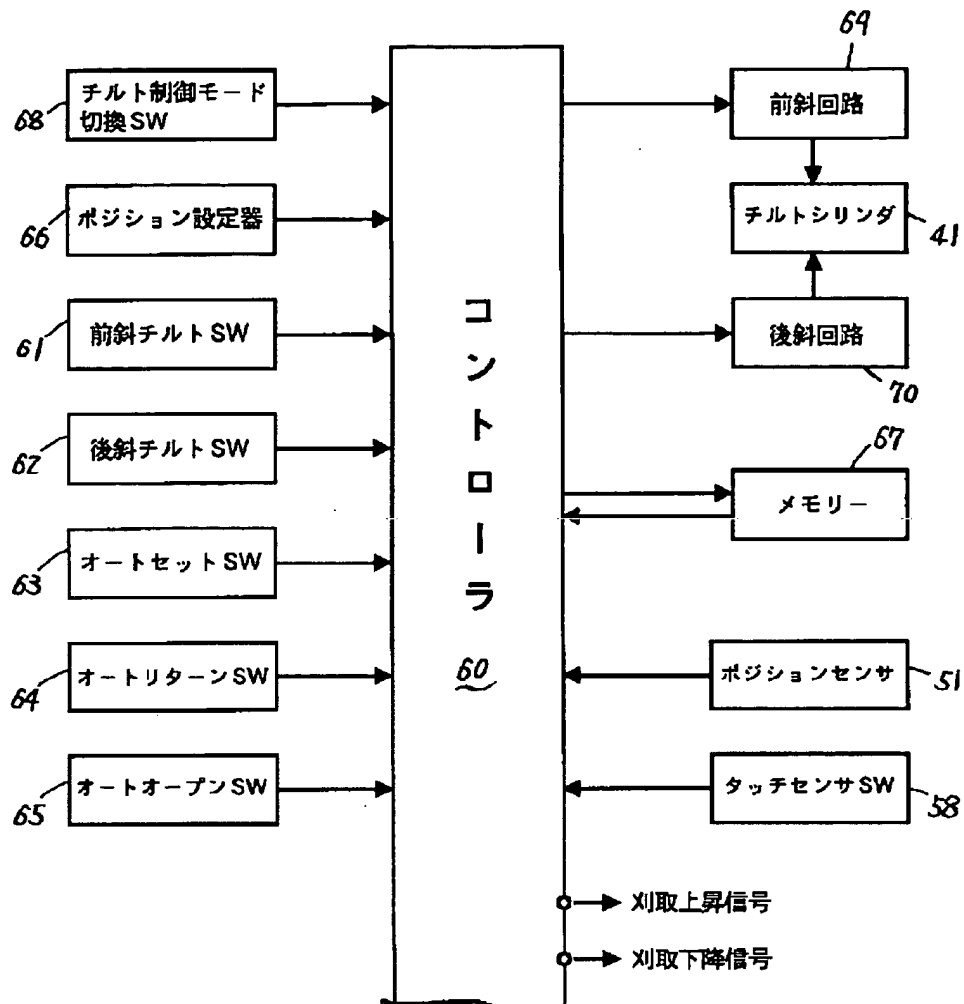 69
チルト制御モード
切換SW
68
前斜回路
ポジション設定器
66
チルトシリンダ
41
前斜チルトSW
61
コントローラ
60
後斜回路
70
後斜チルトSW
62
67
メモリー
オートセットSW
63
オートリターンSW
64
ポジションセンサ
51
オートオープンSW
65
タッチセンサSW
58
刈取上昇信号
刈取下降信号